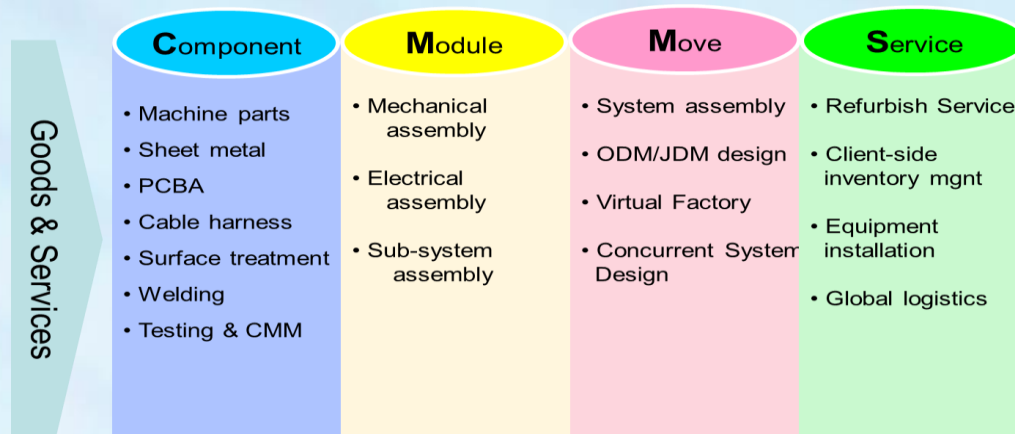 Goods & Services
Component
• Machine parts
• Sheet metal
• PCBA
• Cable harness
• Surface treatment
• Welding
• Testing & CMM
Module
• Mechanical
assembly
• Electrical
assembly
• Sub-system
assembly
Move
• System assembly
• ODM/JDM design
• Virtual Factory
• Concurrent System
Design
Service
• Refurbish Service
• Client-side
inventory mgnt
• Equipment
installation
• Global logistics